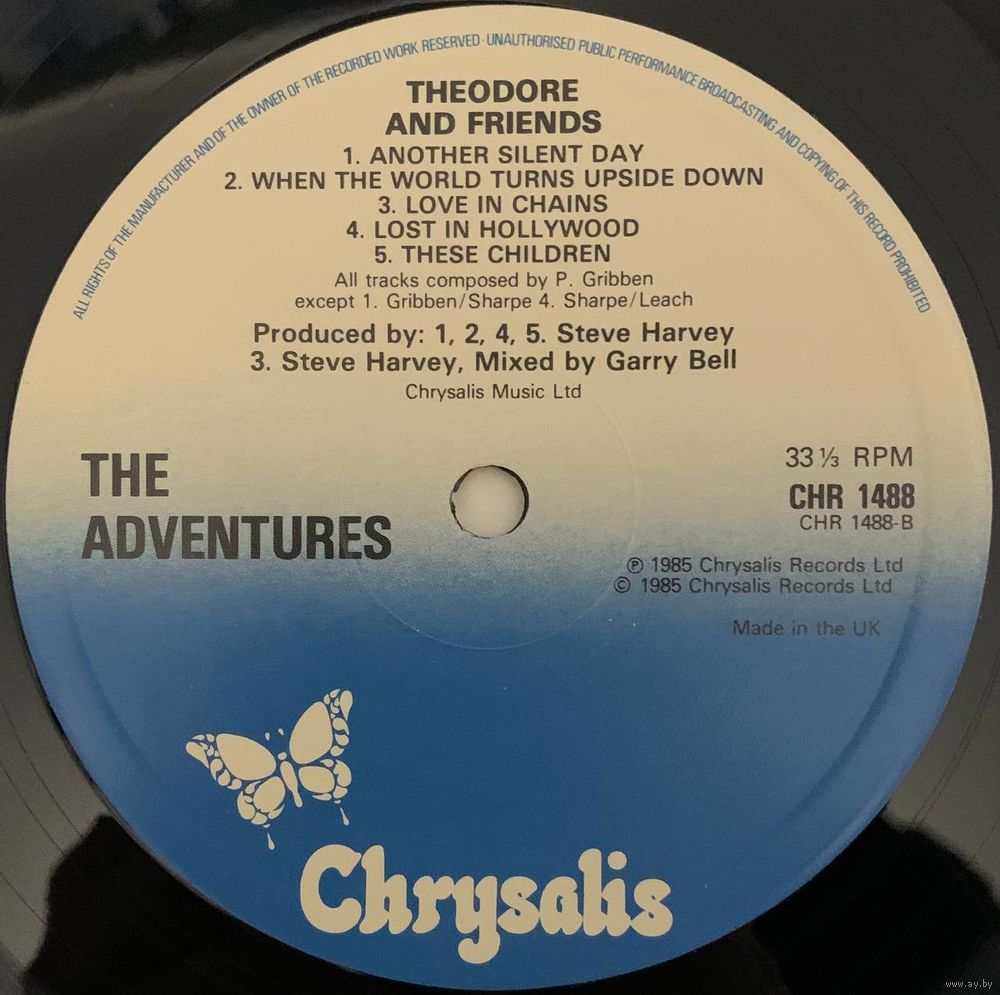 ALL RIGHTS OF THE MANUFACTURER AND OF THE OWNER OF THE RECORDED WORK RESERVED · UNAUTHORISED PUBLIC PERFORMANCE BROADCASTING AND COPYING OF THIS RECORD PROHIBITED
THEODORE
AND FRIENDS
1. ANOTHER SILENT DAY
2. WHEN THE WORLD TURNS UPSIDE DOWN
3. LOVE IN CHAINS
4. LOST IN HOLLYWOOD
5. THESE CHILDREN
All tracks composed by P. Gribben
except 1. Gribben/Sharpe 4. Sharpe/Leach
Produced by: 1, 2, 4, 5. Steve Harvey
3. Steve Harvey, Mixed by Garry Bell
Chrysalis Music Ltd
THE
ADVENTURES
33 ⅓ RPM
CHR 1488
CHR 1488-B
℗ 1985 Chrysalis Records Ltd
© 1985 Chrysalis Records Ltd
Made in the UK
Chrysalis
www.ay.by